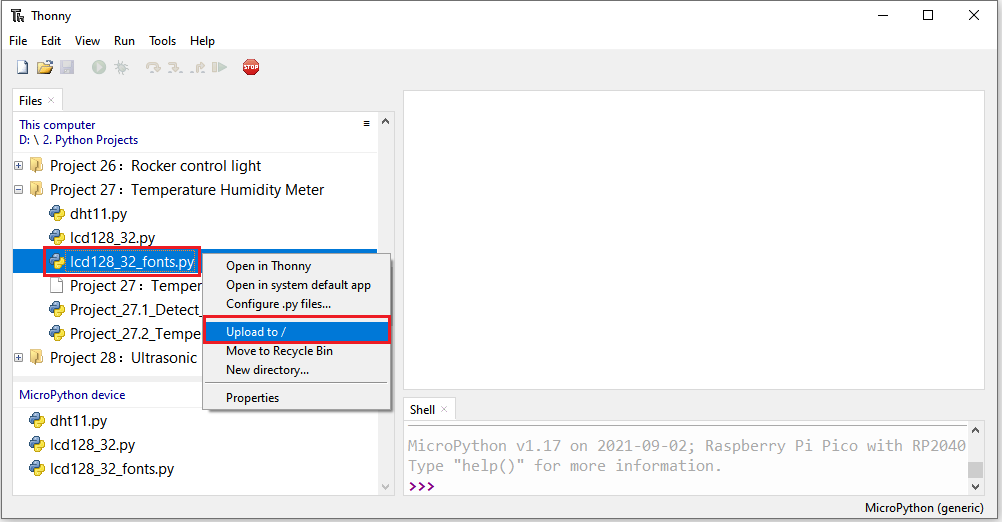 Thonny
File Edit View Run Tools Help
STOP
Files
This computer
D: \ 2. Python Projects
Project 26：Rocker control light
Project 27：Temperature Humidity Meter
dht11.py
lcd128_32.py
lcd128_32_fonts.py
Project 27：Temper
Project_27.1_Detect_
Project_27.2_Tempe
Project 28：Ultrasonic
Open in Thonny
Open in system default app
Configure .py files...
Upload to /
Move to Recycle Bin
New directory...
Properties
MicroPython device
dht11.py
lcd128_32.py
lcd128_32_fonts.py
Shell
MicroPython v1.17 on 2021-09-02; Raspberry Pi Pico with RP2040
Type "help()" for more information.
>>>
MicroPython (generic)